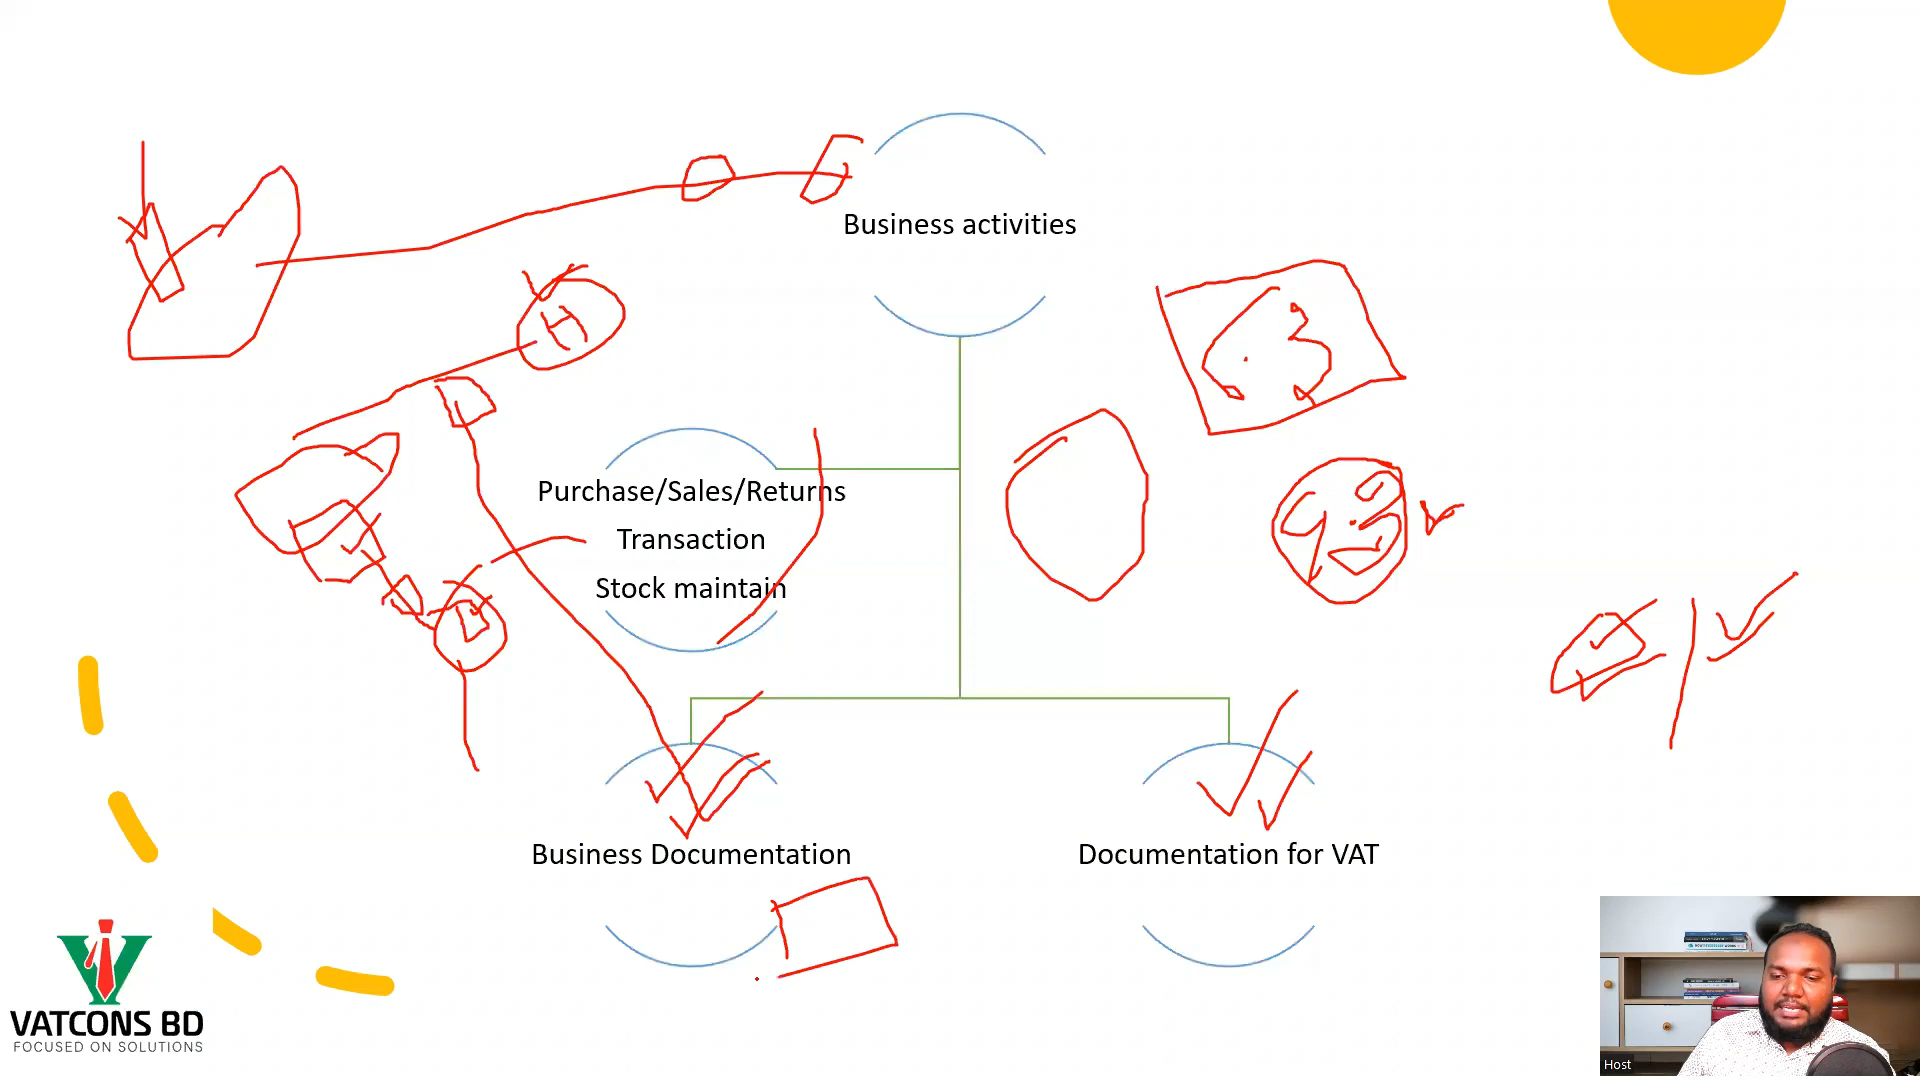 Business activities
Purchase/Sales/Returns
Transaction
Stock maintain
Business Documentation
Documentation for VAT
VATCONS BD
FOCUSED ON SOLUTIONS
Host